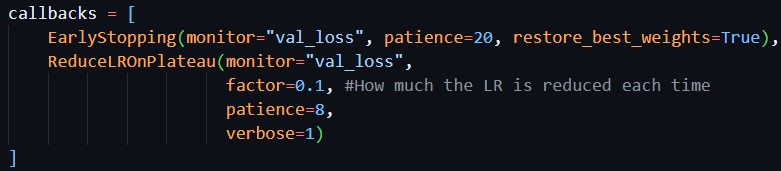 callbacks = [
    EarlyStopping(monitor="val_loss", patience=20, restore_best_weights=True),
    ReduceLROnPlateau(monitor="val_loss",
                      factor=0.1, #How much the LR is reduced each time
                      patience=8,
                      verbose=1)
]